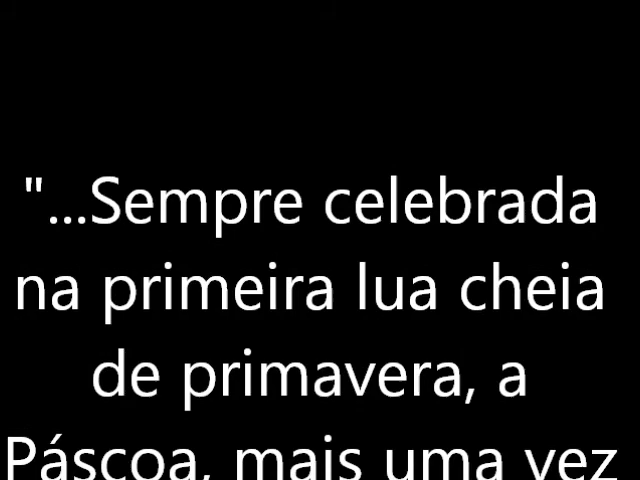 "...Sempre celebrada
na primeira lua cheia
de primavera, a
Páscoa, mais uma vez